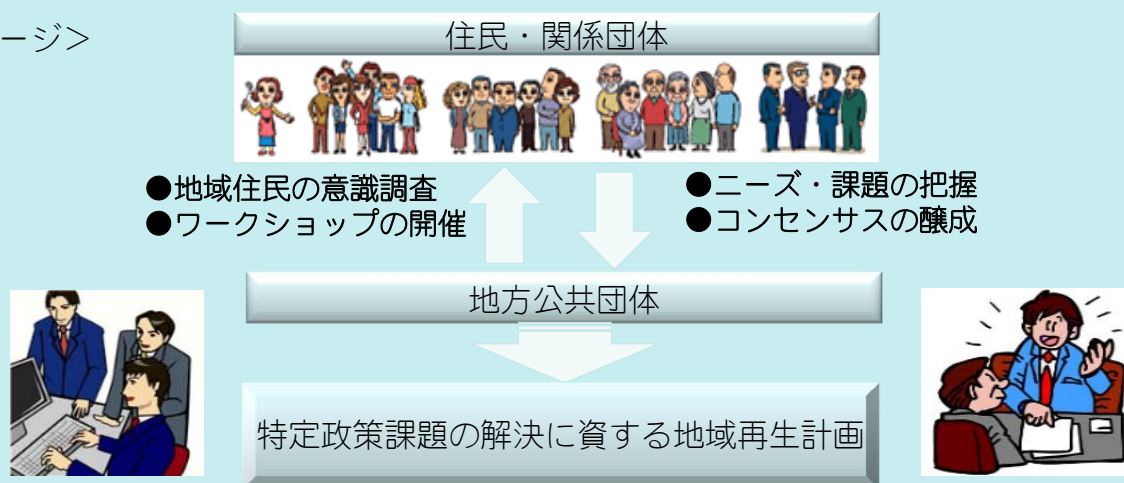 ージ＞
住民・関係団体
●地域住民の意識調査
●ワークショップの開催
●ニーズ・課題の把握
●コンセンサスの醸成
地方公共団体
特定政策課題の解決に資する地域再生計画